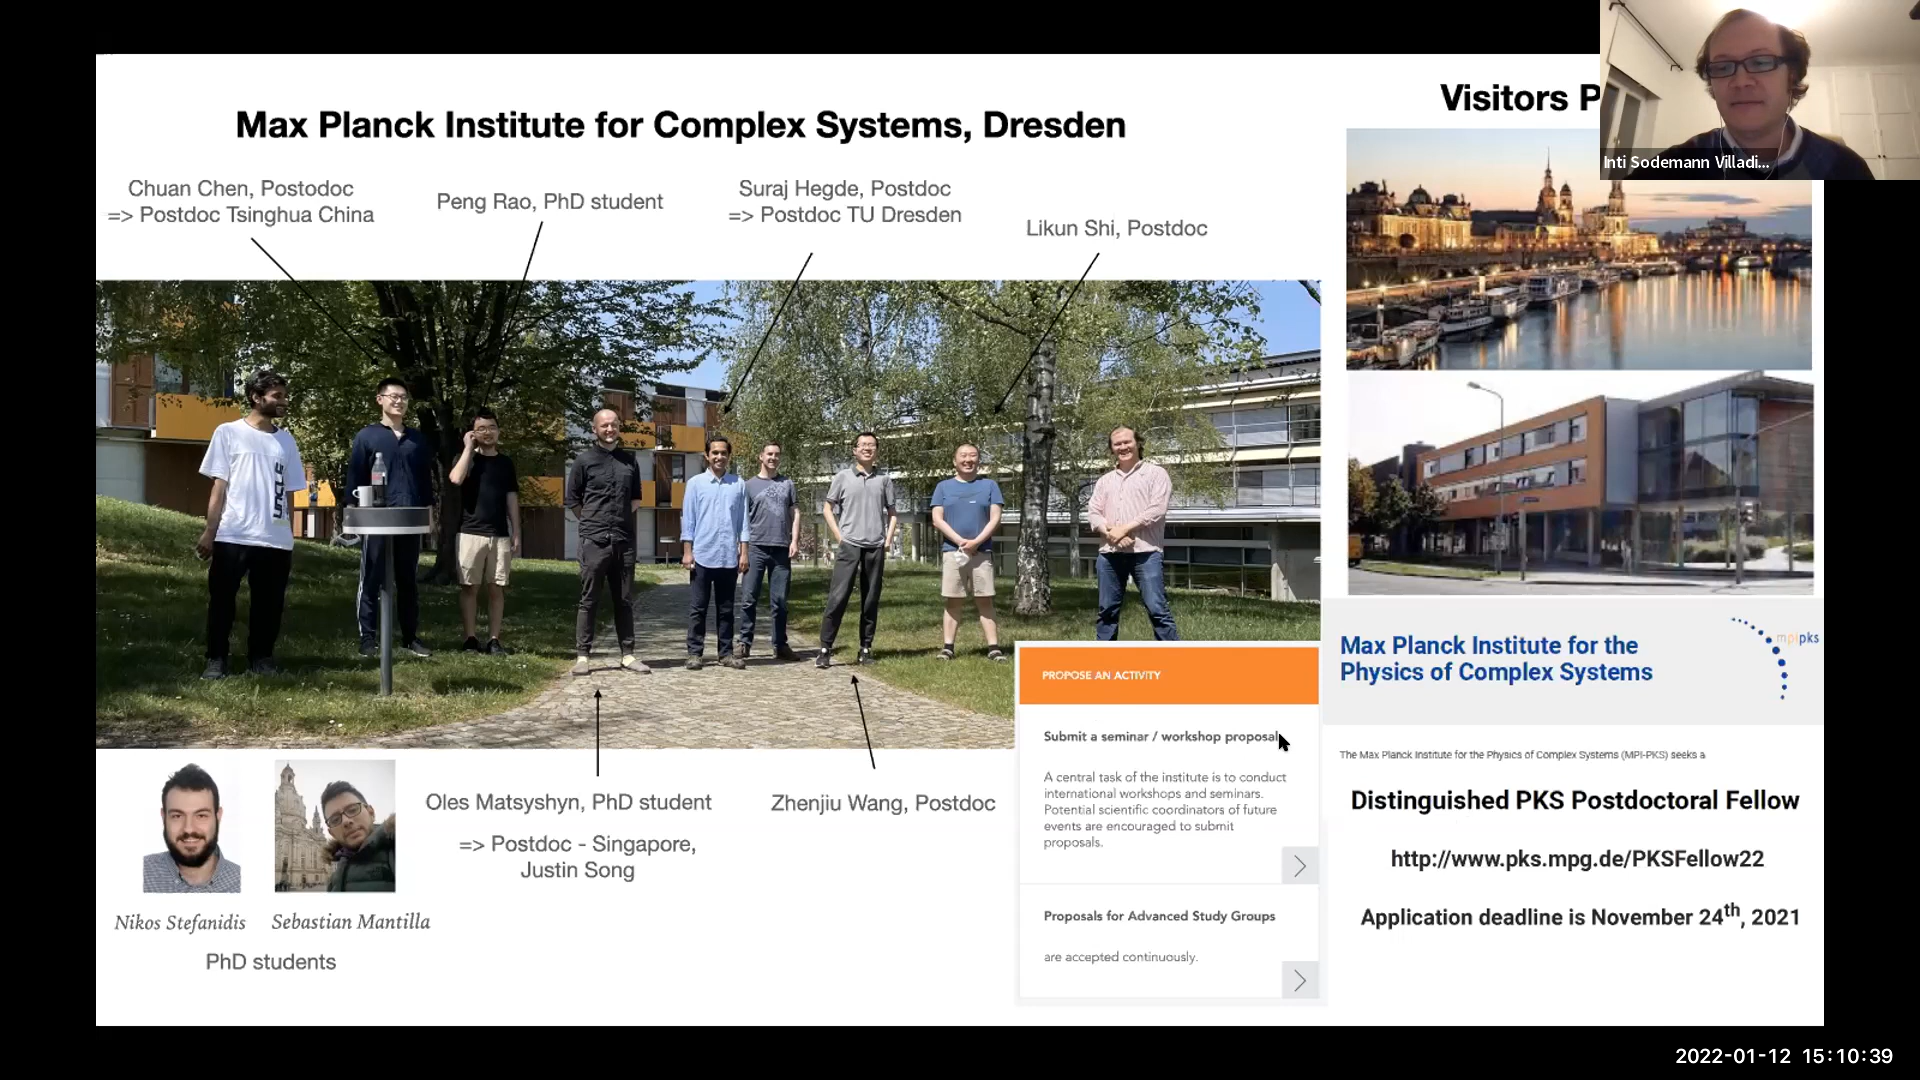 Max Planck Institute for Complex Systems, Dresden
Visitors P
Inti Sodemann Villadi...
Chuan Chen, Postodoc
=> Postdoc Tsinghua China
Peng Rao, PhD student
Suraj Hegde, Postdoc
=> Postdoc TU Dresden
Likun Shi, Postdoc
UNCLE
Oles Matsyshyn, PhD student
=> Postdoc - Singapore,
Justin Song
Zhenjiu Wang, Postdoc
Nikos Stefanidis
Sebastian Mantilla
PhD students
PROPOSE AN ACTIVITY
Submit a seminar / workshop proposal
A central task of the institute is to conduct
international workshops and seminars.
Potential scientific coordinators of future
events are encouraged to submit
proposals.
Proposals for Advanced Study Groups
are accepted continuously.
Max Planck Institute for the
Physics of Complex Systems
mpipks
The Max Planck Institute for the Physics of Complex Systems (MPI-PKS) seeks a
Distinguished PKS Postdoctoral Fellow
http://www.pks.mpg.de/PKSFellow22
Application deadline is November 24th, 2021
2022-01-12 15:10:39